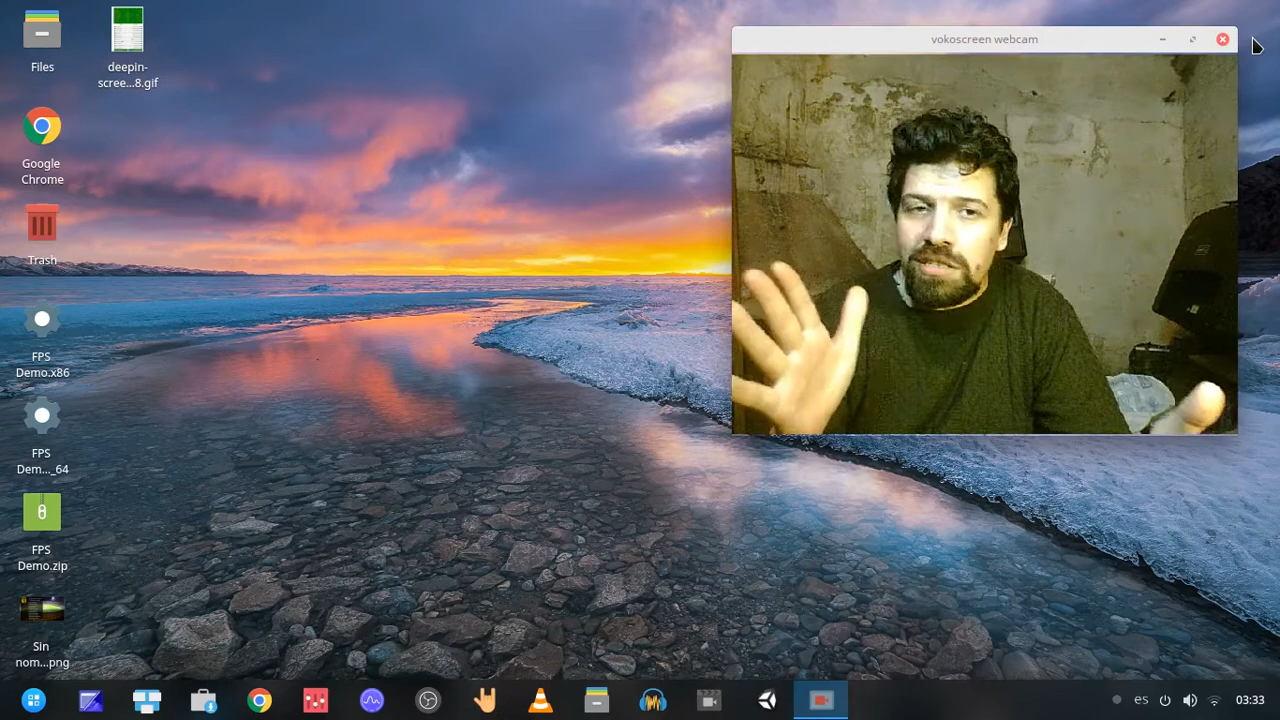 Files
deepin-
scree...8.gif
vokoscreen webcam
Google
Chrome
Trash
FPS
Demo.x86
FPS
Dem..._64
FPS
Demo.zip
Sin
nom...png
es
03:33